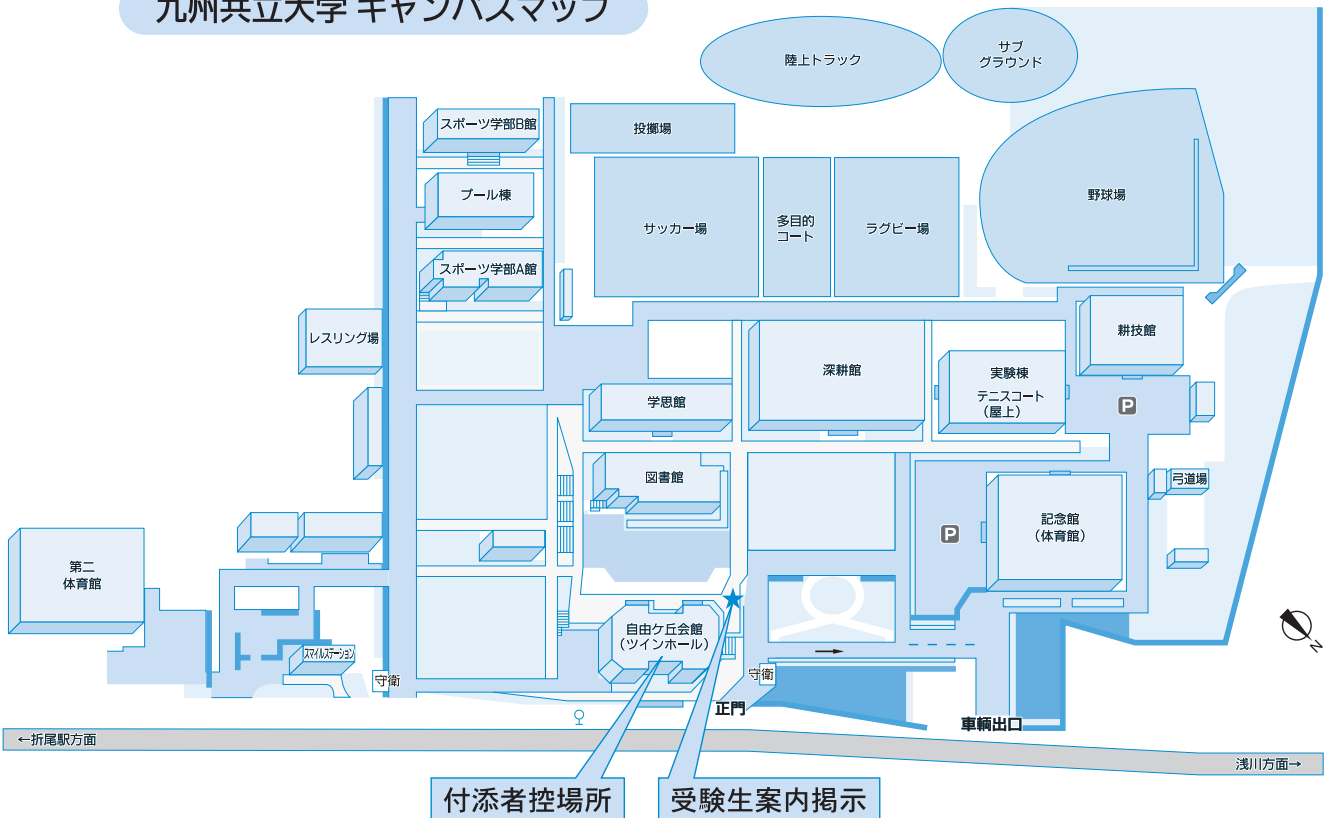 九州共立大学 キャンパスマップ
陸上トラック
サブ
グラウンド
スポーツ学部B館
投擲場
プール棟
サッカー場
多目的
コート
ラグビー場
野球場
スポーツ学部A館
レスリング場
耕技館
深耕館
実験棟
テニスコート
（屋上）
学思館
P
図書館
弓道場
記念館
（体育館）
P
第二
体育館
自由ケ丘会館
（ツインホール）
スマイルステーション
守衛
守衛
→
正門
車輌出口
N
←折尾駅方面
浅川方面→
付添者控場所
受験生案内掲示